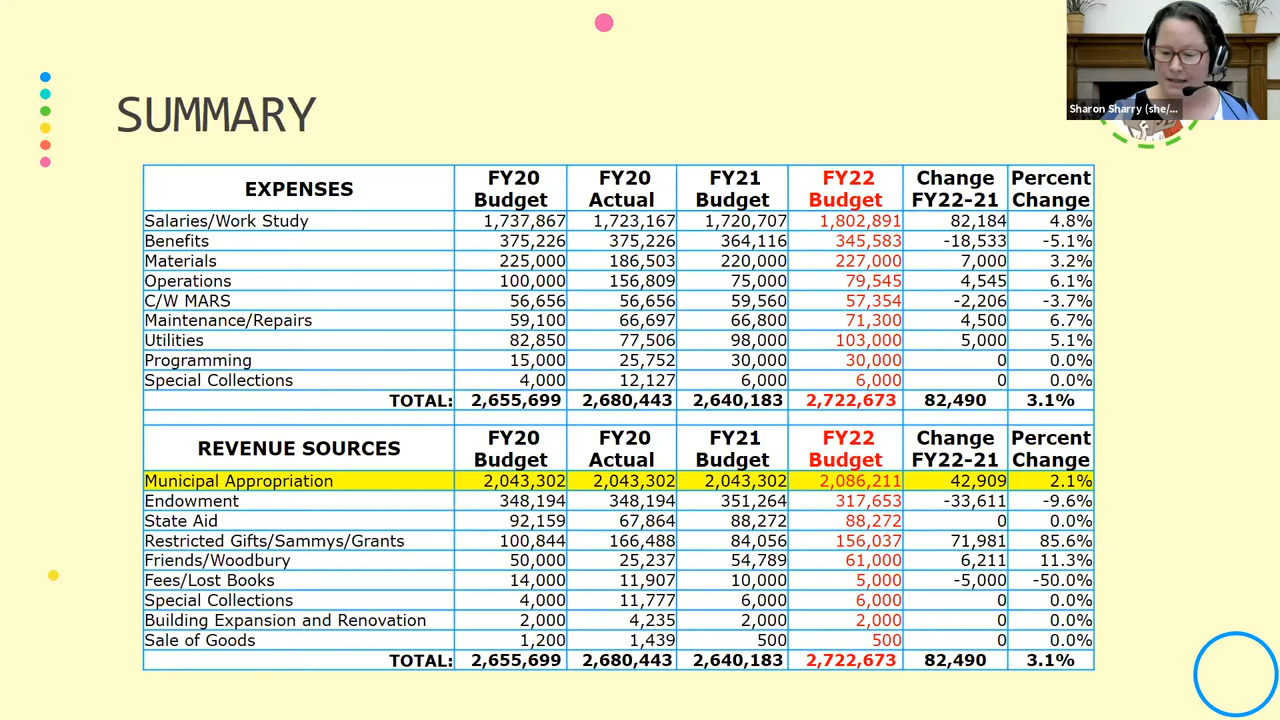 Sharon Sharry (she/...
SUMMARY
EXPENSES FY20 Budget FY20 Actual FY21 Budget FY22 Budget Change FY22-21 Percent Change
Salaries/Work Study 1,737,867 1,723,167 1,720,707 1,802,891 82,184 4.8%
Benefits 375,226 375,226 364,116 345,583 -18,533 -5.1%
Materials 225,000 186,503 220,000 227,000 7,000 3.2%
Operations 100,000 156,809 75,000 79,545 4,545 6.1%
C/W MARS 56,656 56,656 59,560 57,354 -2,206 -3.7%
Maintenance/Repairs 59,100 66,697 66,800 71,300 4,500 6.7%
Utilities 82,850 77,506 98,000 103,000 5,000 5.1%
Programming 15,000 25,752 30,000 30,000 0 0.0%
Special Collections 4,000 12,127 6,000 6,000 0 0.0%
TOTAL: 2,655,699 2,680,443 2,640,183 2,722,673 82,490 3.1%
REVENUE SOURCES FY20 Budget FY20 Actual FY21 Budget FY22 Budget Change FY22-21 Percent Change
Municipal Appropriation 2,043,302 2,043,302 2,043,302 2,086,211 42,909 2.1%
Endowment 348,194 348,194 351,264 317,653 -33,611 -9.6%
State Aid 92,159 67,864 88,272 88,272 0 0.0%
Restricted Gifts/Sammys/Grants 100,844 166,488 84,056 156,037 71,981 85.6%
Friends/Woodbury 50,000 25,237 54,789 61,000 6,211 11.3%
Fees/Lost Books 14,000 11,907 10,000 5,000 -5,000 -50.0%
Special Collections 4,000 11,777 6,000 6,000 0 0.0%
Building Expansion and Renovation 2,000 4,235 2,000 2,000 0 0.0%
Sale of Goods 1,200 1,439 500 500 0 0.0%
TOTAL: 2,655,699 2,680,443 2,640,183 2,722,673 82,490 3.1%